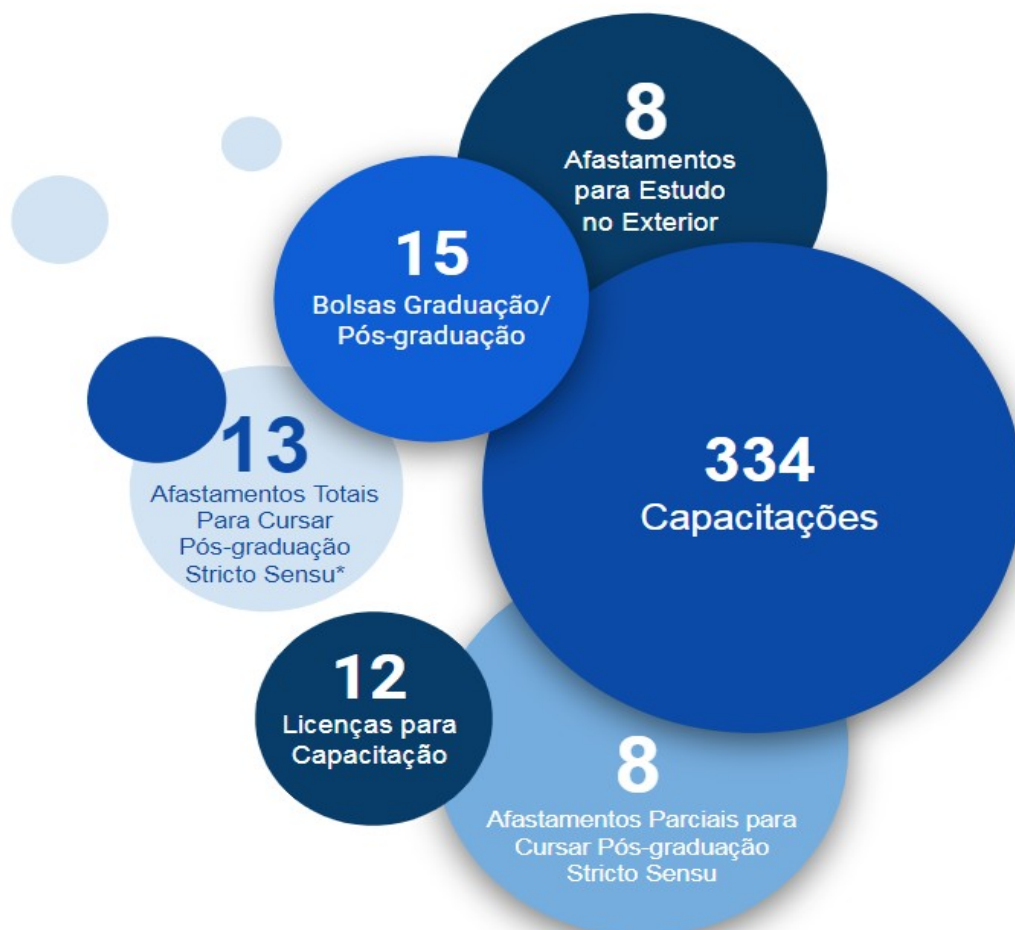 8
Afastamentos
para Estudo
no Exterior
15
Bolsas Graduação/
Pós-graduação
334
Capacitações
13
Afastamentos Totais
Para Cursar
Pós-graduação
Stricto Sensu*
12
Licenças para
Capacitação
8
Afastamentos Parciais para
Cursar Pós-graduação
Stricto Sensu